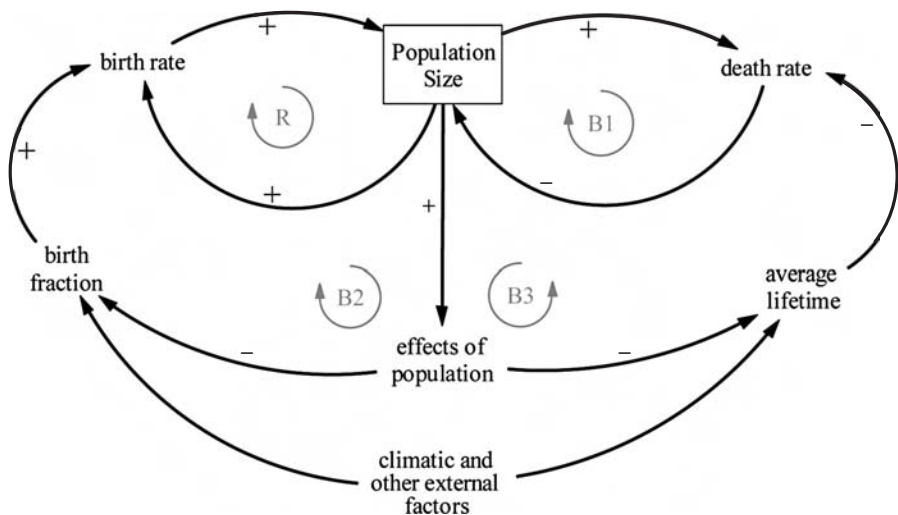 +
+
Population
Size
birth rate
death rate
R
B1
–
+
+
–
+
birth
fraction
average
lifetime
B2
B3
effects of
population
–
–
climatic and
other external
factors